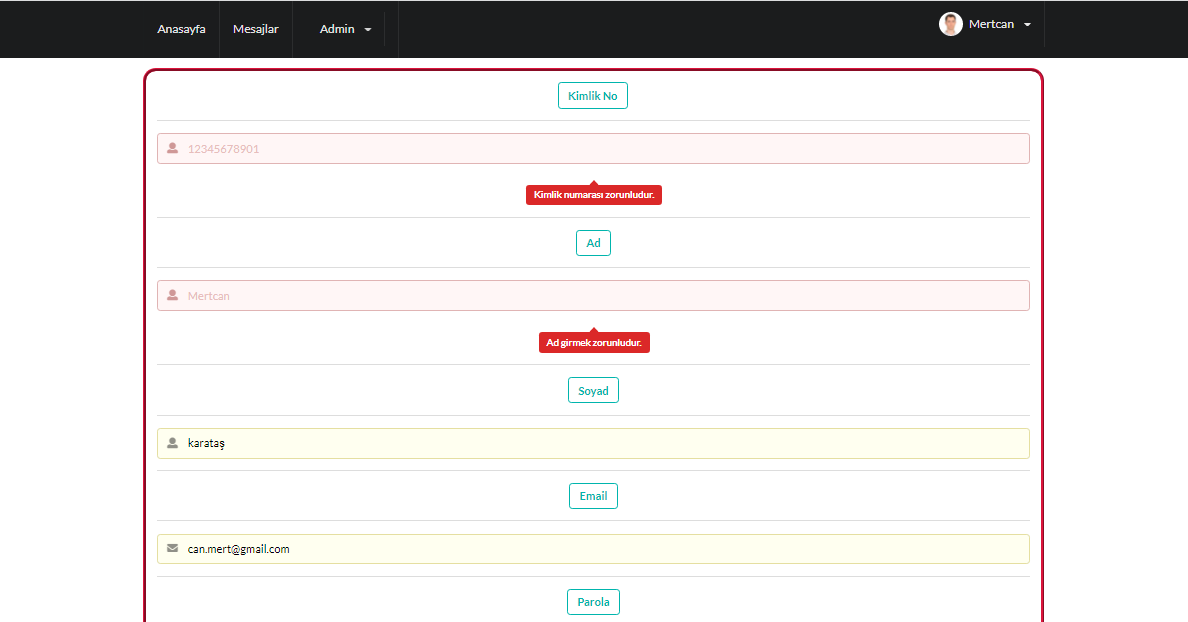 Anasayfa
Mesajlar
Admin
Mertcan
Kimlik No
12345678901
Kimlik numarası zorunludur.
Ad
Mertcan
Ad girmek zorunludur.
Soyad
karataş
Email
can.mert@gmail.com
Parola